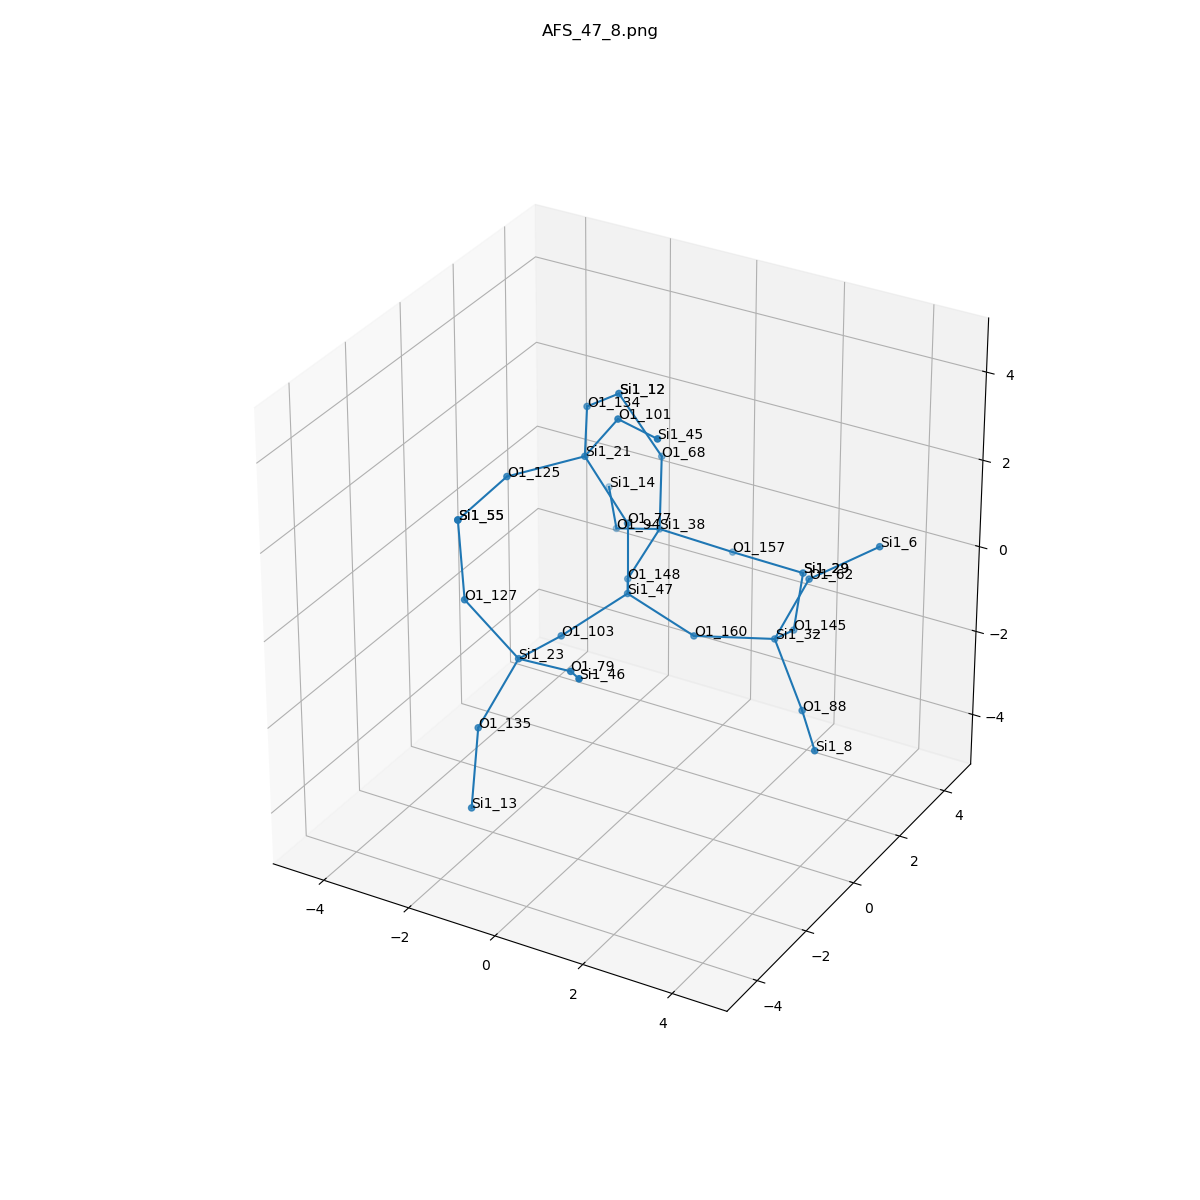 AFS_47_8.png
Si1_12
O1_134
O1_101
Si1_45
Si1_21
O1_68
O1_125
Si1_14
Si1_55
O1_77
O1_94
Si1_38
Si1_6
O1_157
Si1_29
O1_62
O1_148
Si1_47
O1_127
O1_145
O1_103
O1_160
Si1_32
Si1_23
O1_79
Si1_46
O1_88
O1_135
Si1_8
Si1_13
4
2
0
−2
−4
4
2
0
−2
−4
−4
−2
0
2
4